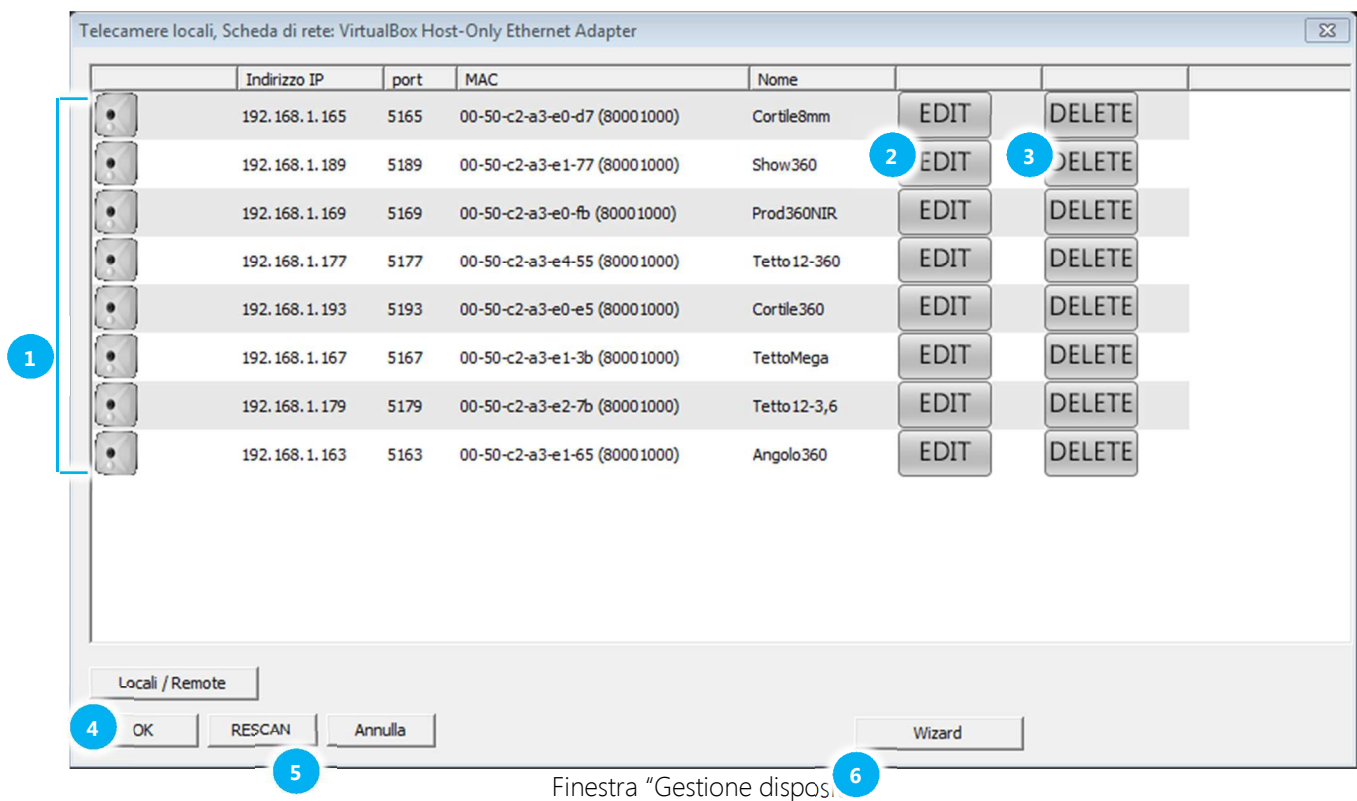 Telecamere locali, Scheda di rete: VirtualBox Host-Only Ethernet Adapter
Indirizzo IP port MAC Nome
192.168.1.165 5165 00-50-c2-a3-e0-d7 (80001000) Cortile8mm EDIT DELETE
192.168.1.189 5189 00-50-c2-a3-e1-77 (80001000) Show360 2 EDIT 3 DELETE
192.168.1.169 5169 00-50-c2-a3-e0-fb (80001000) Prod360NIR EDIT DELETE
192.168.1.177 5177 00-50-c2-a3-e4-55 (80001000) Tetto12-360 EDIT DELETE
192.168.1.193 5193 00-50-c2-a3-e0-e5 (80001000) Cortile360 EDIT DELETE
1 192.168.1.167 5167 00-50-c2-a3-e1-3b (80001000) TettoMega EDIT DELETE
192.168.1.179 5179 00-50-c2-a3-e2-7b (80001000) Tetto12-3,6 EDIT DELETE
192.168.1.163 5163 00-50-c2-a3-e1-65 (80001000) Angolo360 EDIT DELETE
Locali / Remote
4 OK RESCAN Annulla Wizard
5 6
Finestra "Gestione